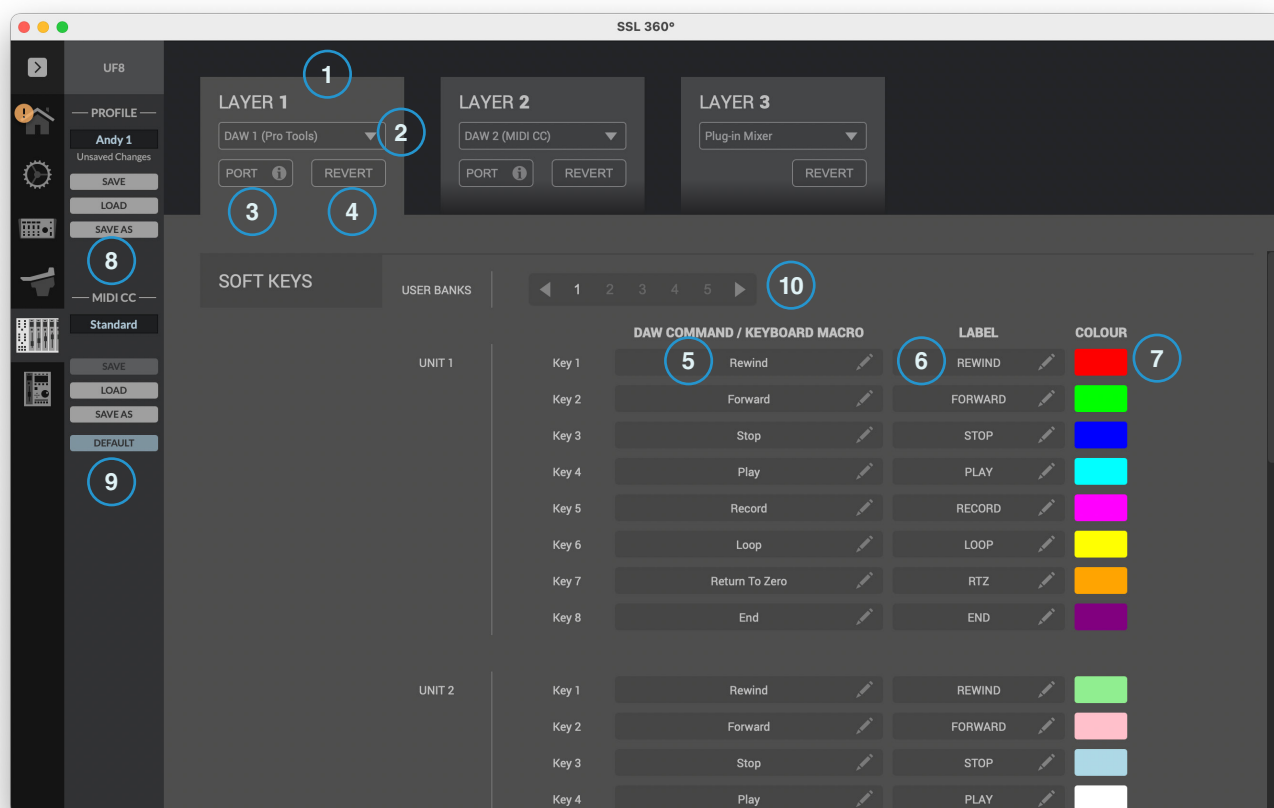 SSL 360°
UF8
PROFILE
Andy 1
Unsaved Changes
SAVE
LOAD
SAVE AS
8
MIDI CC
Standard
SAVE
LOAD
SAVE AS
DEFAULT
9
1
LAYER 1
DAW 1 (Pro Tools)
2
PORT i
REVERT
3
4
LAYER 2
DAW 2 (MIDI CC)
PORT i
REVERT
LAYER 3
Plug-in Mixer
REVERT
SOFT KEYS
USER BANKS
1 2 3 4 5
10
DAW COMMAND / KEYBOARD MACRO LABEL COLOUR
UNIT 1 Key 1 5 Rewind 6 REWIND 7
Key 2 Forward FORWARD
Key 3 Stop STOP
Key 4 Play PLAY
Key 5 Record RECORD
Key 6 Loop LOOP
Key 7 Return To Zero RTZ
Key 8 End END
UNIT 2 Key 1 Rewind REWIND
Key 2 Forward FORWARD
Key 3 Stop STOP
Key 4 Play PLAY